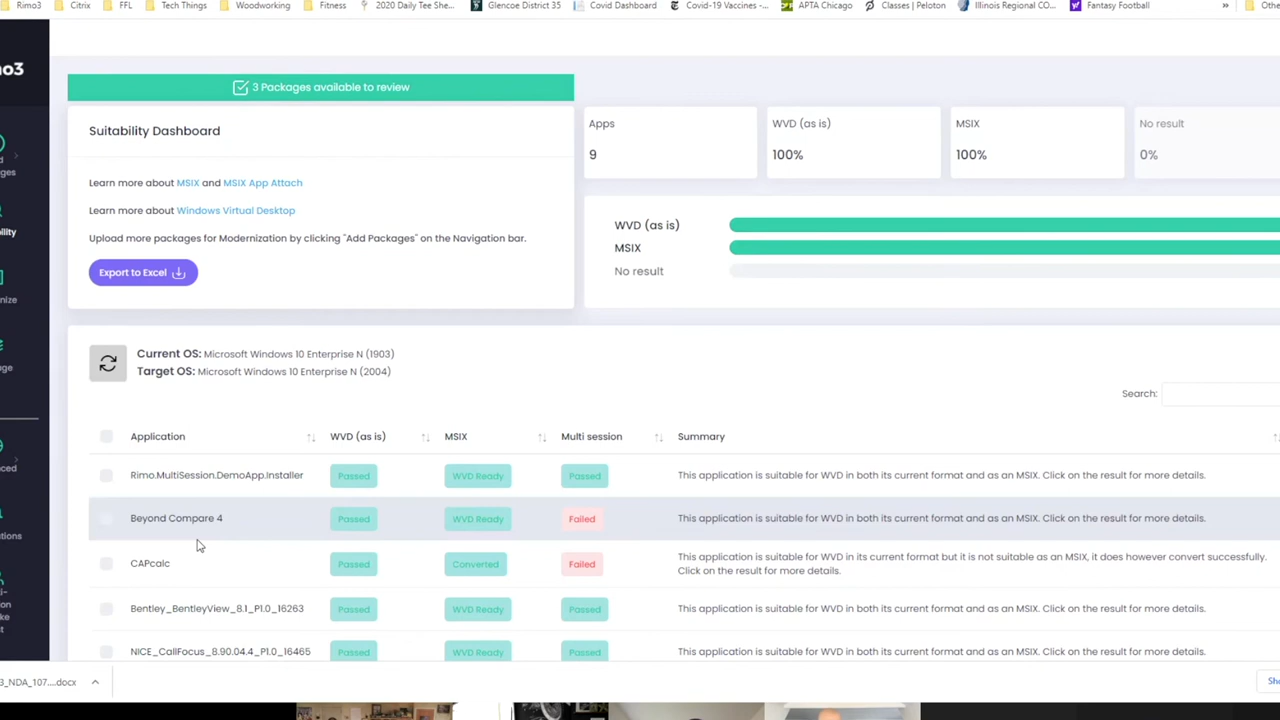 Rimo3 Citrix FFL Tech Things Woodworking Fitness 2020 Daily Tee She... Glencoe District 35 Covid Dashboard Covid-19 Vaccines -... APTA Chicago Classes | Peloton Illinois Regional CO... Fantasy Football » Othe
mo3
3 Packages available to review
Suitability Dashboard
Learn more about MSIX and MSIX App Attach
Learn more about Windows Virtual Desktop
Upload more packages for Modernization by clicking "Add Packages" on the Navigation bar.
Export to Excel
Apps WVD (as is) MSIX No result
9 100% 100% 0%
WVD (as is)
MSIX
No result
d
ges
bility
nize
ge
ced
tions
i-
on
ke
t
Current OS: Microsoft Windows 10 Enterprise N (1903)
Target OS: Microsoft Windows 10 Enterprise N (2004)
Search:
Application WVD (as is) MSIX Multi session Summary
Rimo.MultiSession.DemoApp.Installer Passed WVD Ready Passed This application is suitable for WVD in both its current format and as an MSIX. Click on the result for more details.
Beyond Compare 4 Passed WVD Ready Failed This application is suitable for WVD in both its current format and as an MSIX. Click on the result for more details.
CAPcalc Passed Converted Failed This application is suitable for WVD in its current format but it is not suitable as an MSIX, it does however convert successfully.
Click on the result for more details.
Bentley_BentleyView_8.1_P1.0_16263 Passed WVD Ready Passed This application is suitable for WVD in both its current format and as an MSIX. Click on the result for more details.
NICE_CallFocus_8.90.04.4_P1.0_16465 Passed WVD Ready Passed This application is suitable for WVD in both its current format and as an MSIX. Click on the result for more details.
3_NDA_107....docx
Sho